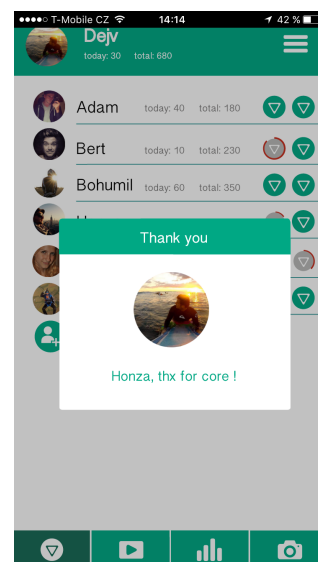 T-Mobile CZ 14:14 42 %
Dejv
today: 30 total: 680
Adam today: 40 total: 180
Bert today: 10 total: 230
Bohumil today: 60 total: 350
Thank you
Honza, thx for core !